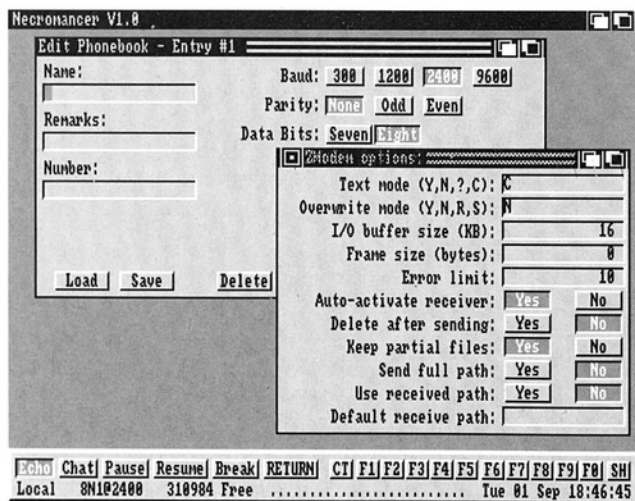 Necromancer V1.0
Edit Phonebook - Entry #1
Name:
Baud: 300 1200 2400 9600
Parity: None Odd Even
Remarks:
Data Bits: Seven Eight
Number:
Load Save Delete
ZModem options:
Text mode (Y,N,?,C): C
Overwrite mode (Y,N,R,S): N
I/O buffer size (KB): 16
Frame size (bytes): 0
Error limit: 10
Auto-activate receiver: Yes No
Delete after sending: Yes No
Keep partial files: Yes No
Send full path: Yes No
Use received path: Yes No
Default receive path:
Echo Chat Pause Resume Break RETURN CT F1 F2 F3 F4 F5 F6 F7 F8 F9 F0 SH
Local 8N1@2400 310984 Free ........................ Tue 01 Sep 18:46:45